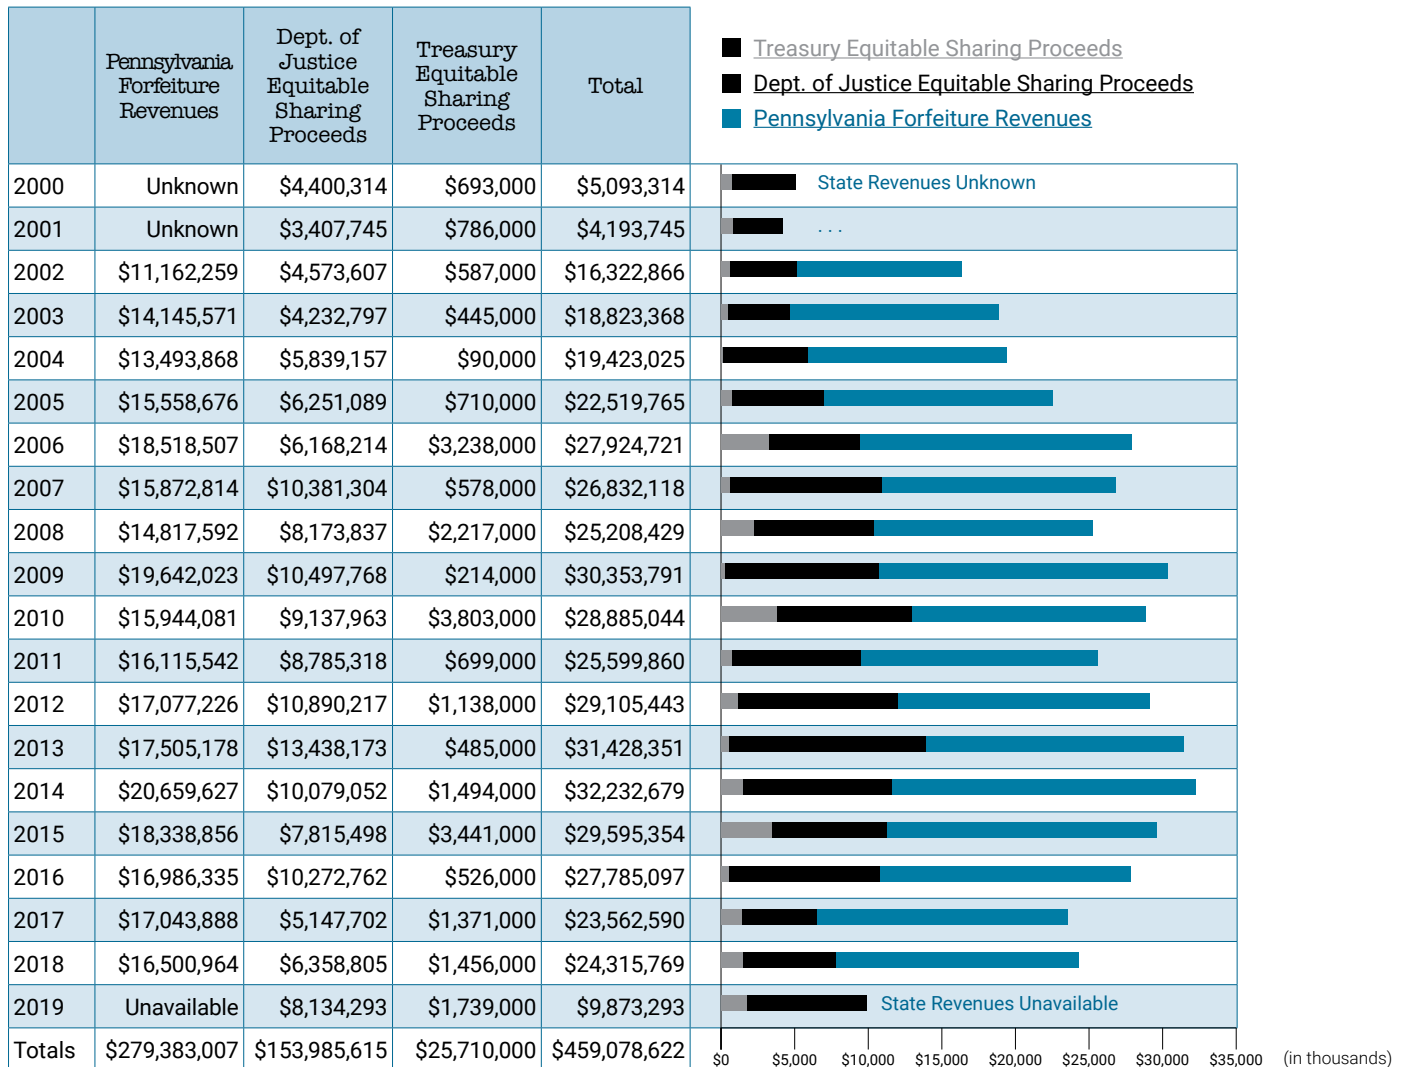 Pennsylvania
Forfeiture
Revenues
Dept. of
Justice
Equitable
Sharing
Proceeds
Treasury
Equitable
Sharing
Proceeds
Total
Treasury Equitable Sharing Proceeds
Dept. of Justice Equitable Sharing Proceeds
Pennsylvania Forfeiture Revenues
2000 Unknown $4,400,314 $693,000 $5,093,314 State Revenues Unknown
2001 Unknown $3,407,745 $786,000 $4,193,745 . . .
2002 $11,162,259 $4,573,607 $587,000 $16,322,866
2003 $14,145,571 $4,232,797 $445,000 $18,823,368
2004 $13,493,868 $5,839,157 $90,000 $19,423,025
2005 $15,558,676 $6,251,089 $710,000 $22,519,765
2006 $18,518,507 $6,168,214 $3,238,000 $27,924,721
2007 $15,872,814 $10,381,304 $578,000 $26,832,118
2008 $14,817,592 $8,173,837 $2,217,000 $25,208,429
2009 $19,642,023 $10,497,768 $214,000 $30,353,791
2010 $15,944,081 $9,137,963 $3,803,000 $28,885,044
2011 $16,115,542 $8,785,318 $699,000 $25,599,860
2012 $17,077,226 $10,890,217 $1,138,000 $29,105,443
2013 $17,505,178 $13,438,173 $485,000 $31,428,351
2014 $20,659,627 $10,079,052 $1,494,000 $32,232,679
2015 $18,338,856 $7,815,498 $3,441,000 $29,595,354
2016 $16,986,335 $10,272,762 $526,000 $27,785,097
2017 $17,043,888 $5,147,702 $1,371,000 $23,562,590
2018 $16,500,964 $6,358,805 $1,456,000 $24,315,769
2019 Unavailable $8,134,293 $1,739,000 $9,873,293 State Revenues Unavailable
Totals $279,383,007 $153,985,615 $25,710,000 $459,078,622
$0 $5,000 $10,000 $15,000 $20,000 $25,000 $30,000 $35,000 (in thousands)